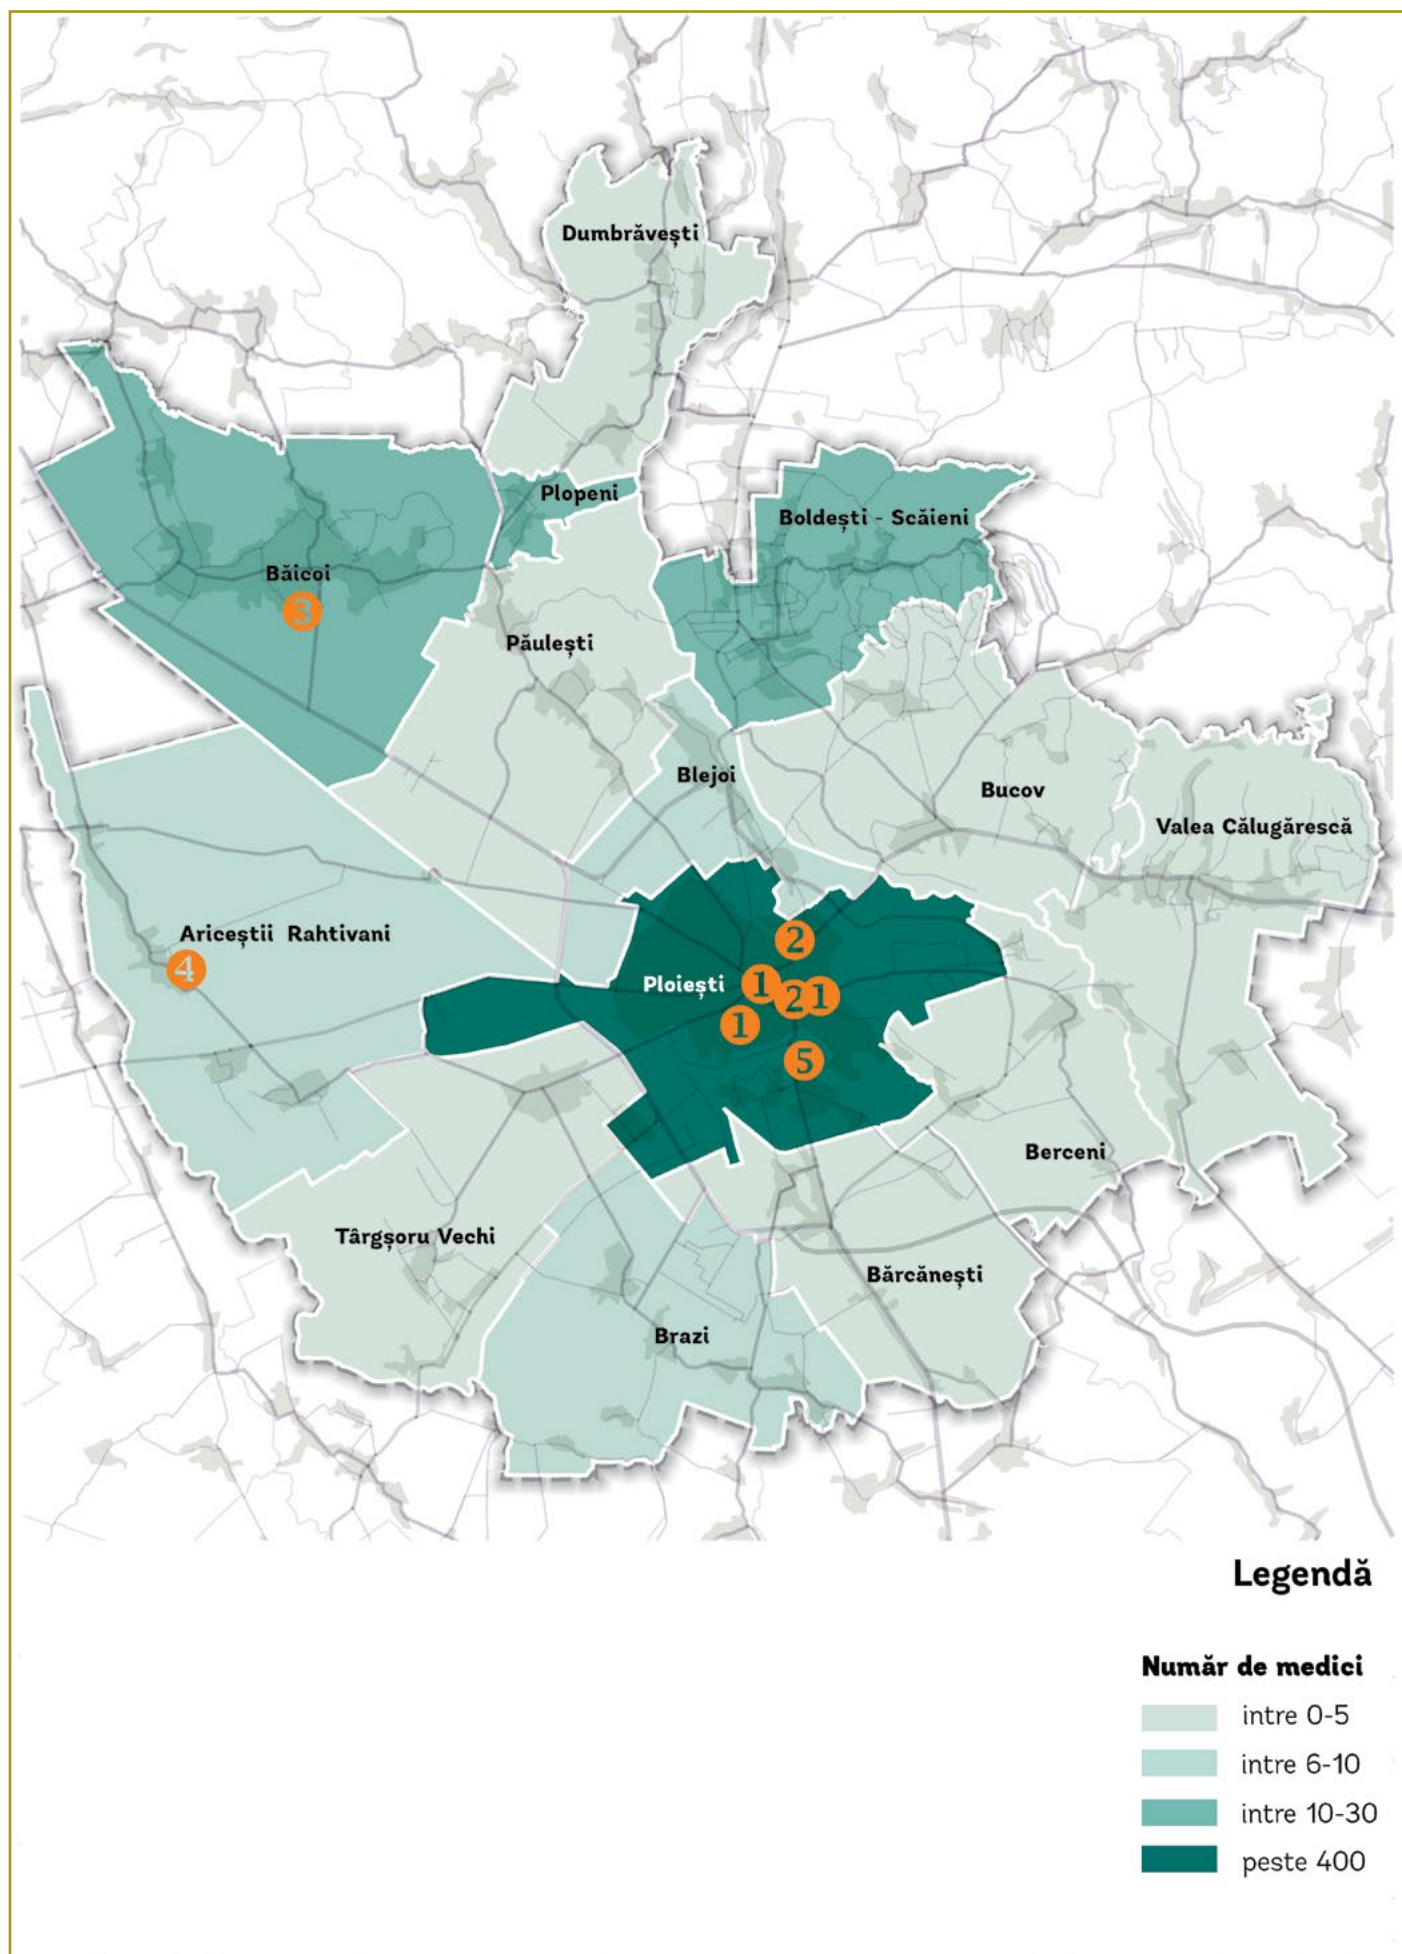 Dumbrăvești
Plopeni
Boldești - Scăieni
Băicoi
3
Păulești
Blejoi
Bucov
Valea Călugărescă
Ariceștii Rahtivani
4
2
Ploiești
1
2
1
1
5
Berceni
Târgșoru Vechi
Bărcănești
Brazi
Legendă
Număr de medici
intre 0-5
intre 6-10
intre 10-30
peste 400